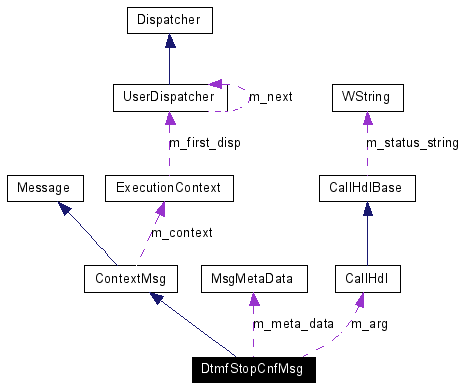 Dispatcher
UserDispatcher
WString
m_next
m_first_disp
m_status_string
Message
ExecutionContext
CallHdlBase
m_context
ContextMsg
MsgMetaData
CallHdl
m_meta_data
m_arg
DtmfStopCnfMsg